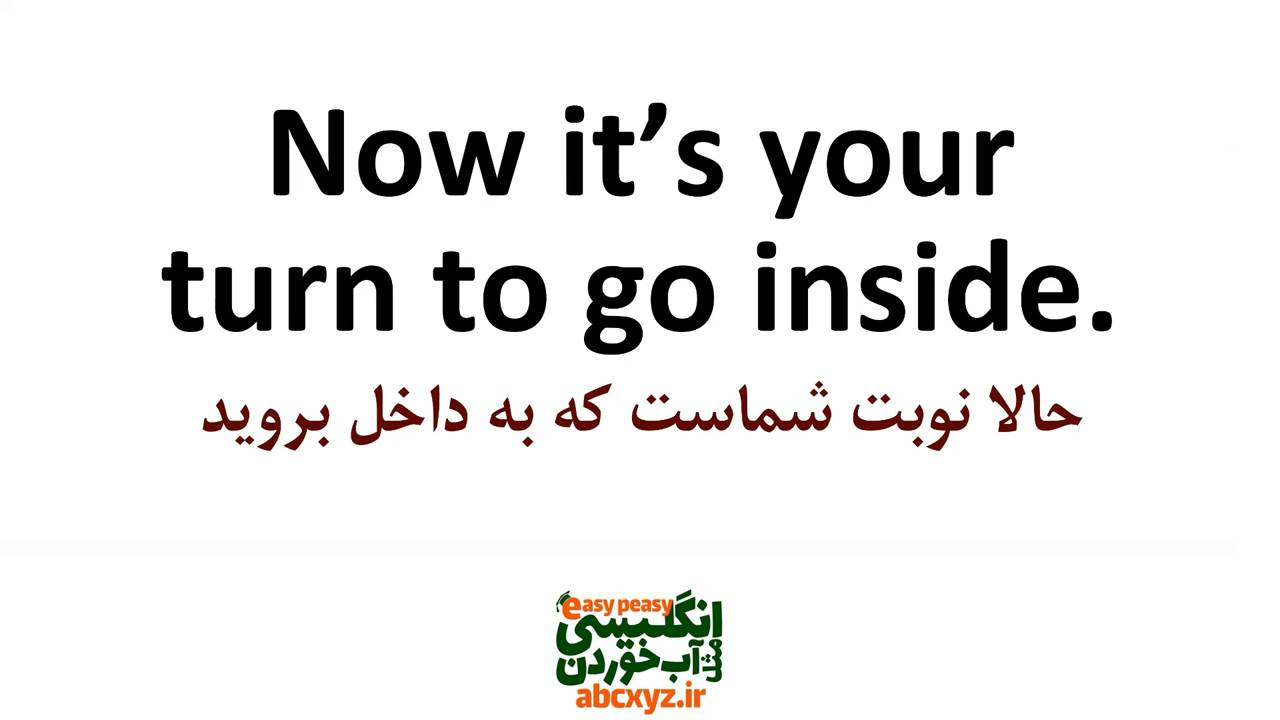 Now it’s your
turn to go inside.
حالا نوبت شماست که به داخل بروید
easy peasy
انگلیسی
مثل آب خوردن
abcxyz.ir